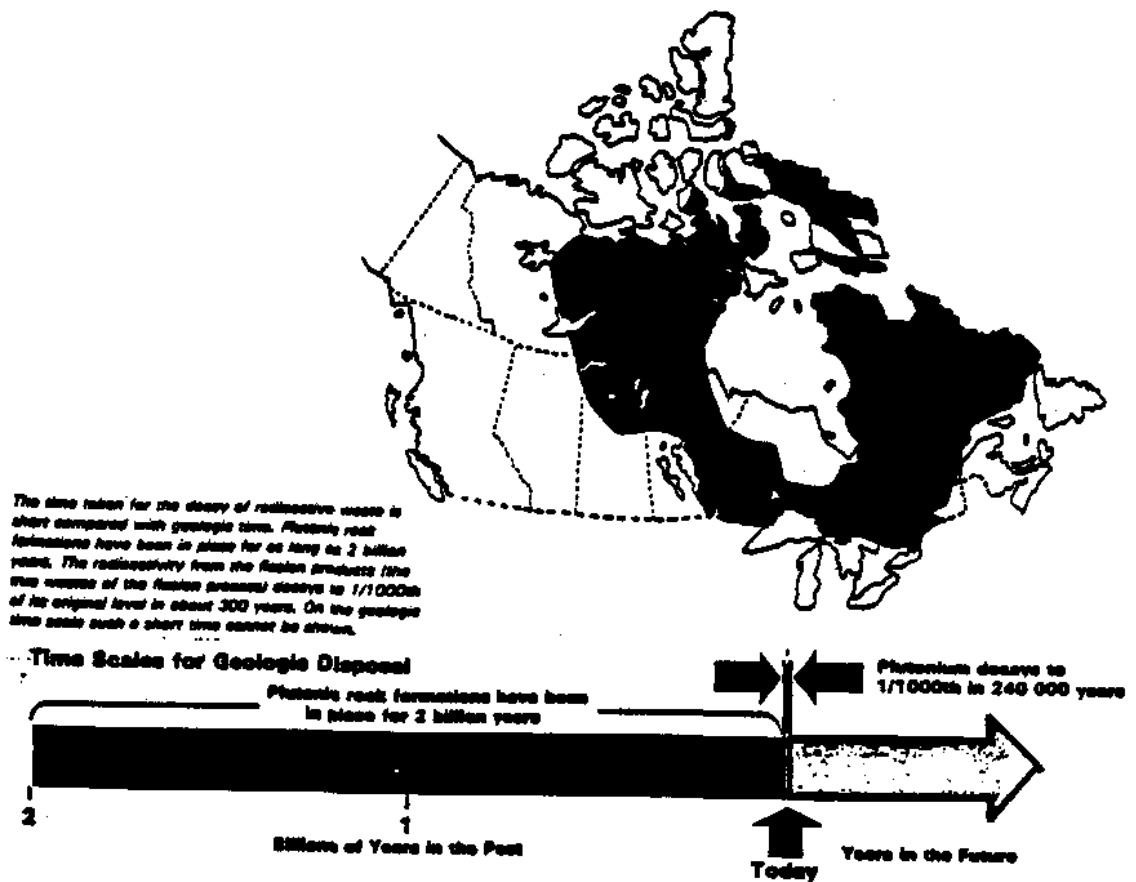 The time taken for the decay of radioactive waste is
short compared with geologic time. Plutonic rock
formations have been in place for as long as 2 billion
years. The radioactivity from the fission products (the
true wastes of the fission process) decays to 1/1000th
of its original level in about 300 years. On the geologic
time scale such a short time cannot be shown.
Time Scales for Geologic Disposal
Plutonic rock formations have been
in place for 2 billion years
Plutonium decays to
1/1000th in 240 000 years
2
1
Billions of Years in the Past
Today
Years in the Future